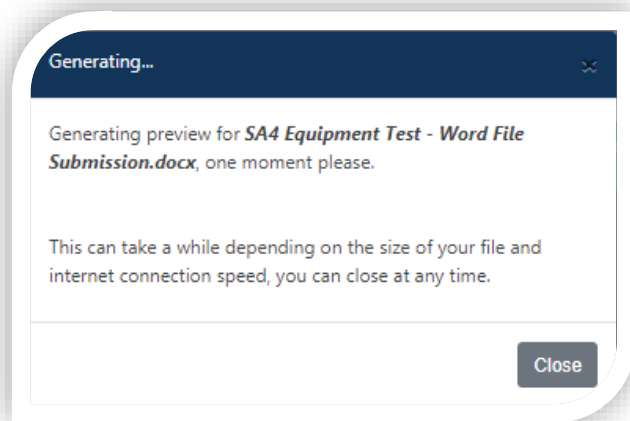 Generating...
Generating preview for SA4 Equipment Test - Word File
Submission.docx, one moment please.
This can take a while depending on the size of your file and
internet connection speed, you can close at any time.
Close